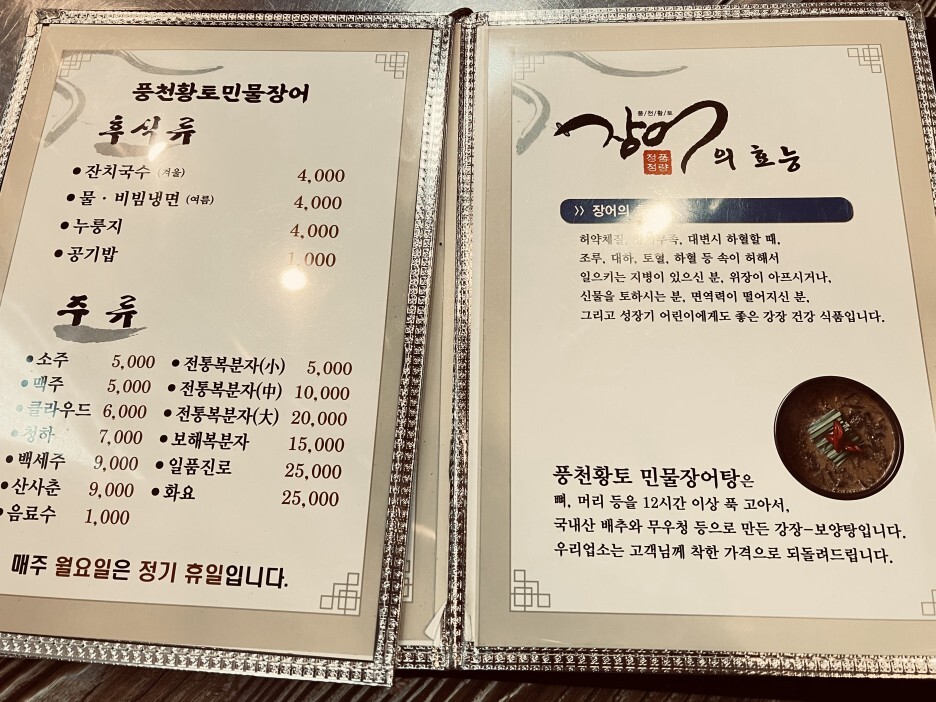 풍천황토민물장어
후식류
• 잔치국수 (겨울) 4,000
• 물 · 비빔냉면 (여름) 4,000
• 누룽지 4,000
• 공기밥 1,000
주류
• 소주 5,000
• 맥주 5,000
• 클라우드 6,000
• 청하 7,000
• 백세주 9,000
• 산사춘 9,000
• 음료수 1,000
• 전통복분자(小) 5,000
• 전통복분자(中) 10,000
• 전통복분자(大) 20,000
• 보해복분자 15,000
• 일품진로 25,000
• 화요 25,000
매주 월요일은 정기 휴일입니다.
풍/천/황/토
장어의 효능
정품
정량
>> 장어의
허약체질, 대변시 하혈할 때,
조루, 대하, 토혈, 하혈 등 속이 허해서
일으키는 지병이 있으신 분, 위장이 아프시거나,
신물을 토하시는 분, 면역력이 떨어지신 분,
그리고 성장기 어린이에게도 좋은 강장 건강 식품입니다.
풍천황토 민물장어탕은
뼈, 머리 등을 12시간 이상 푹 고아서,
국내산 배추와 무우청 등으로 만든 강장-보양탕입니다.
우리업소는 고객님께 착한 가격으로 되돌려드립니다.